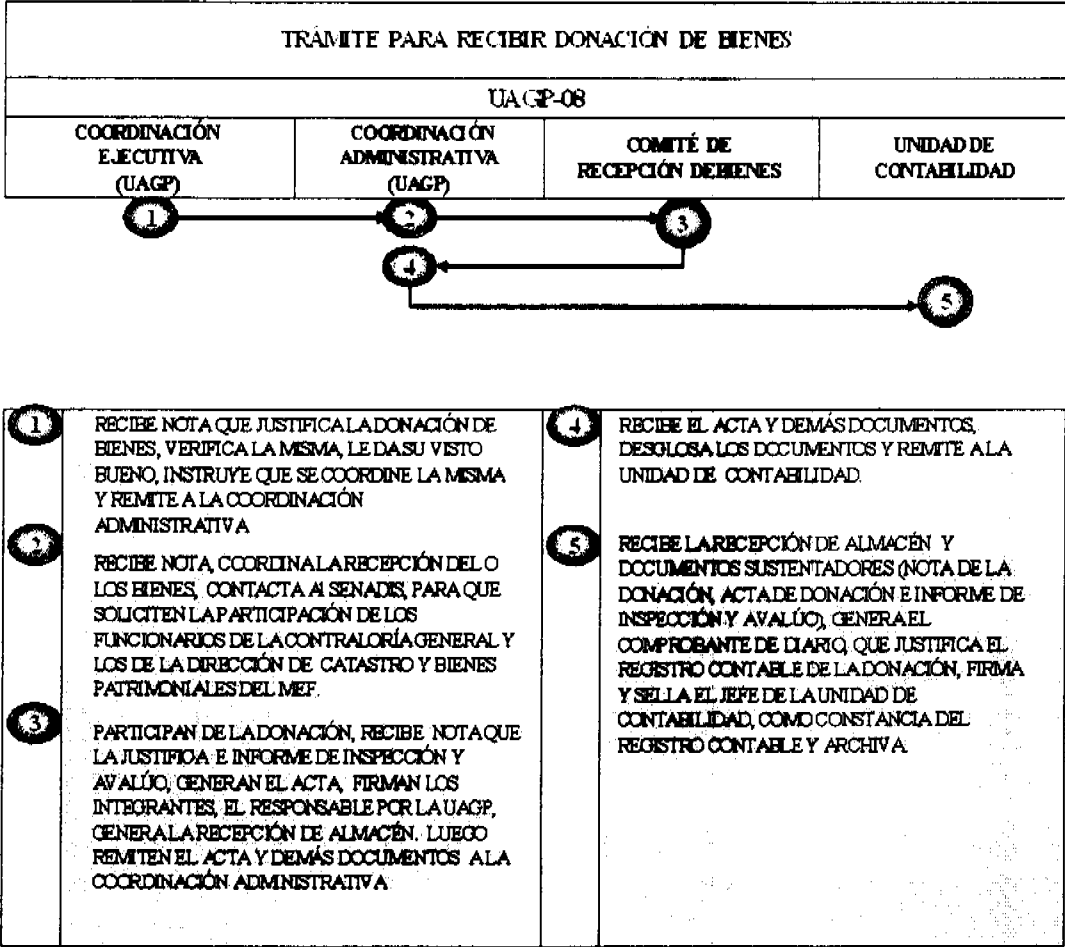 TRÁMITE PARA RECIBIR DONACIÓN DE BIENES
UAGP-08
COORDINACIÓN EJECUTIVA (UAGP)
COORDINACIÓN ADMINISTRATIVA (UAGP)
COMITÉ DE RECEPCIÓN DE BIENES
UNIDAD DE CONTABILIDAD
1 2 3
4
5
1 RECIBE NOTA QUE JUSTIFICA LA DONACIÓN DE
BIENES, VERIFICA LA MISMA, LE DA SU VISTO
BUENO, INSTRUYE QUE SE COORDINE LA MISMA
Y REMITE A LA COORDINACIÓN
ADMINISTRATIVA
2 RECIBE NOTA, COORDINA LA RECEPCIÓN DEL O
LOS BIENES, CONTACTA Al SENADIS, PARA QUE
SOLICITEN LA PARTICIPACIÓN DE LOS
FUNCIONARIOS DE LA CONTRALORÍA GENERAL Y
LOS DE LA DIRECCIÓN DE CATASTRO Y BIENES
PATRIMONIALES DEL MEF.
3 PARTICIPAN DE LA DONACIÓN, RECIBE NOTA QUE
LA JUSTIFICA E INFORME DE INSPECCIÓN Y
AVALÚO, GENERAN EL ACTA, FIRMAN LOS
INTEGRANTES, EL RESPONSABLE POR LA UAGP,
GENERA LA RECEPCIÓN DE ALMACÉN. LUEGO
REMITEN EL ACTA Y DEMÁS DOCUMENTOS A LA
COORDINACIÓN ADMINISTRATIVA
4 RECIBE EL ACTA Y DEMÁS DOCUMENTOS,
DESGLOSA LOS DOCUMENTOS Y REMITE A LA
UNIDAD DE CONTABILIDAD.
5 RECIBE LA RECEPCIÓN DE ALMACÉN Y
DOCUMENTOS SUSTENTADORES (NOTA DE LA
DONACIÓN, ACTA DE DONACIÓN E INFORME DE
INSPECCIÓN Y AVALÚO), GENERA EL
COMPROBANTE DE DIARIO, QUE JUSTIFICA EL
REGISTRO CONTABLE DE LA DONACIÓN, FIRMA
Y SELLA EL JEFE DE LA UNIDAD DE
CONTABILIDAD, COMO CONSTANCIA DEL
REGISTRO CONTABLE Y ARCHIVA.